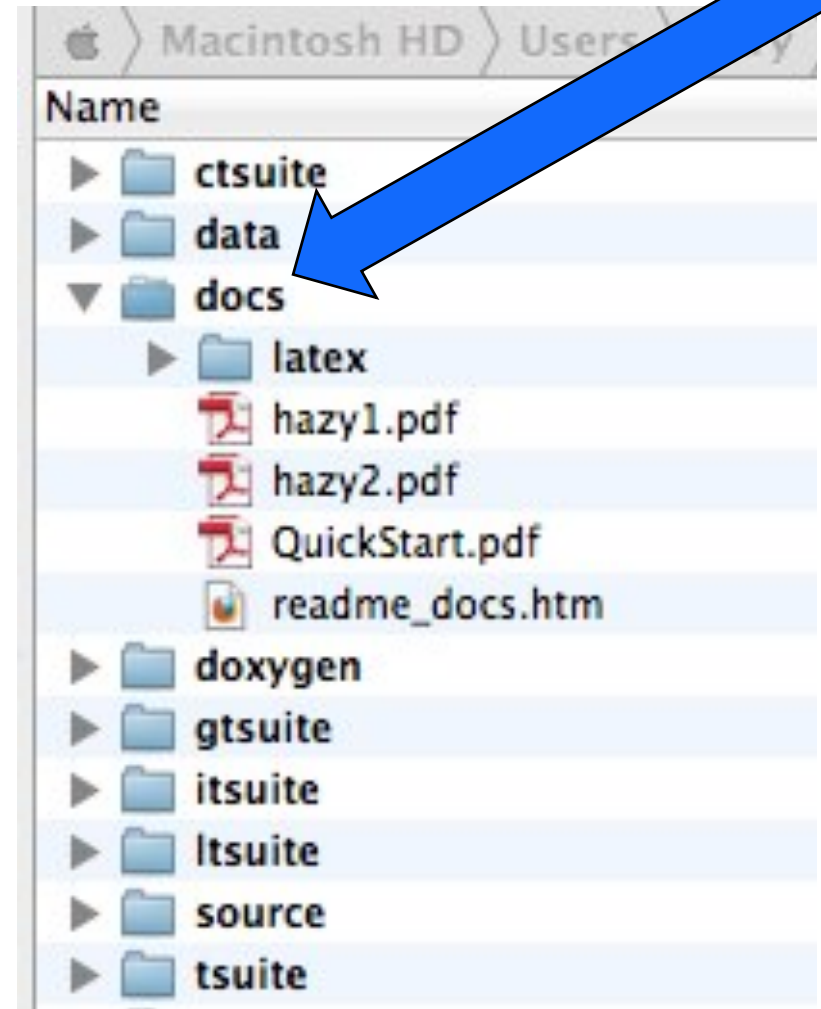 Macintosh HD Users
Name
ctsuite
data
docs
latex
hazy1.pdf
hazy2.pdf
QuickStart.pdf
readme_docs.htm
doxygen
gtsuite
itsuite
ltsuite
source
tsuite